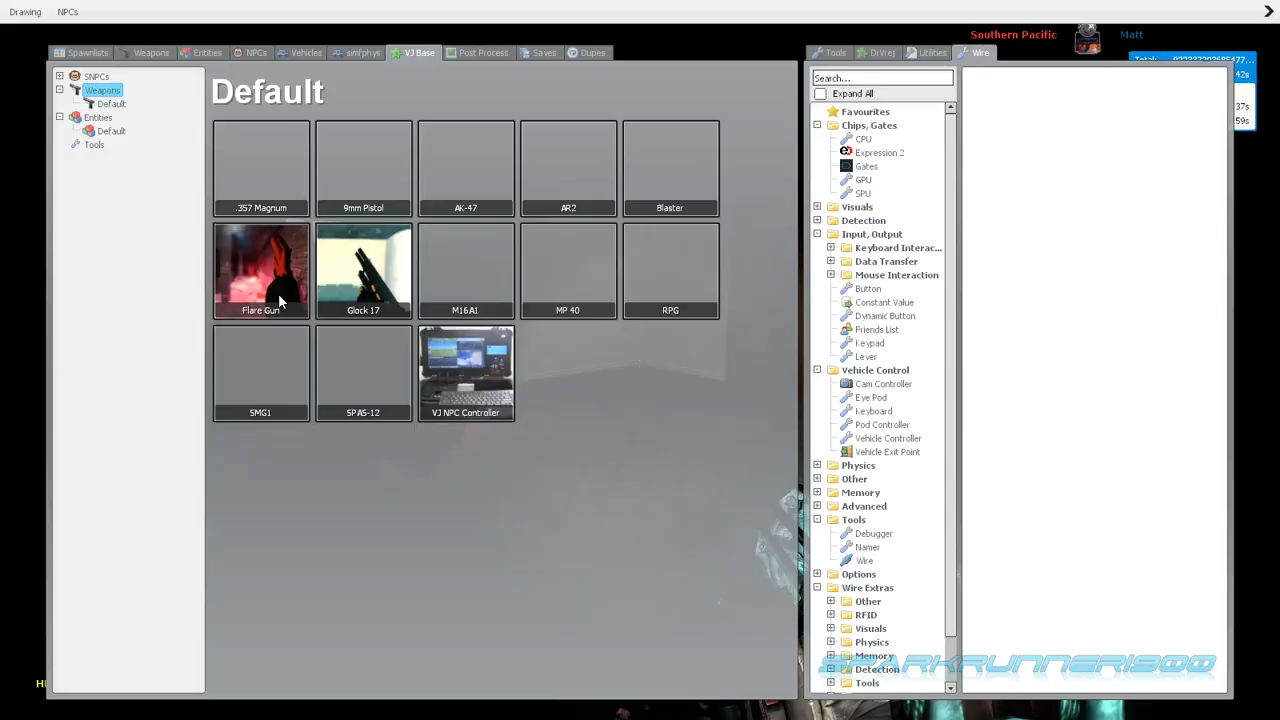 Drawing NPCs
Southern Pacific Matt
Spawnlists Weapons Entities NPCs Vehicles simfphys VJ Base Post Process Saves Dupes
Tools Utilities Wire
SNPCs
Weapons
Default
Entities
Default
Tools
Default
.357 Magnum 9mm Pistol AK-47 AR2 Blaster
Flare Gun Glock 17 M16A1 MP 40 RPG
SMG1 SPAS-12 VJ NPC Controller
Search...
Expand All
Favourites
Chips, Gates
CPU
Expression 2
Gates
GPU
SPU
Visuals
Detection
Input, Output
Keyboard Interac...
Data Transfer
Mouse Interaction
Button
Constant Value
Dynamic Button
Friends List
Keypad
Lever
Vehicle Control
Cam Controller
Eye Pod
Keyboard
Pod Controller
Vehicle Controller
Vehicle Exit Point
Physics
Other
Memory
Advanced
Tools
Debugger
Namer
Wire
Options
Wire Extras
Other
RFID
Visuals
Physics
Memory
Detection
Tools
42s
37s
59s
SPARKRUNNER1900